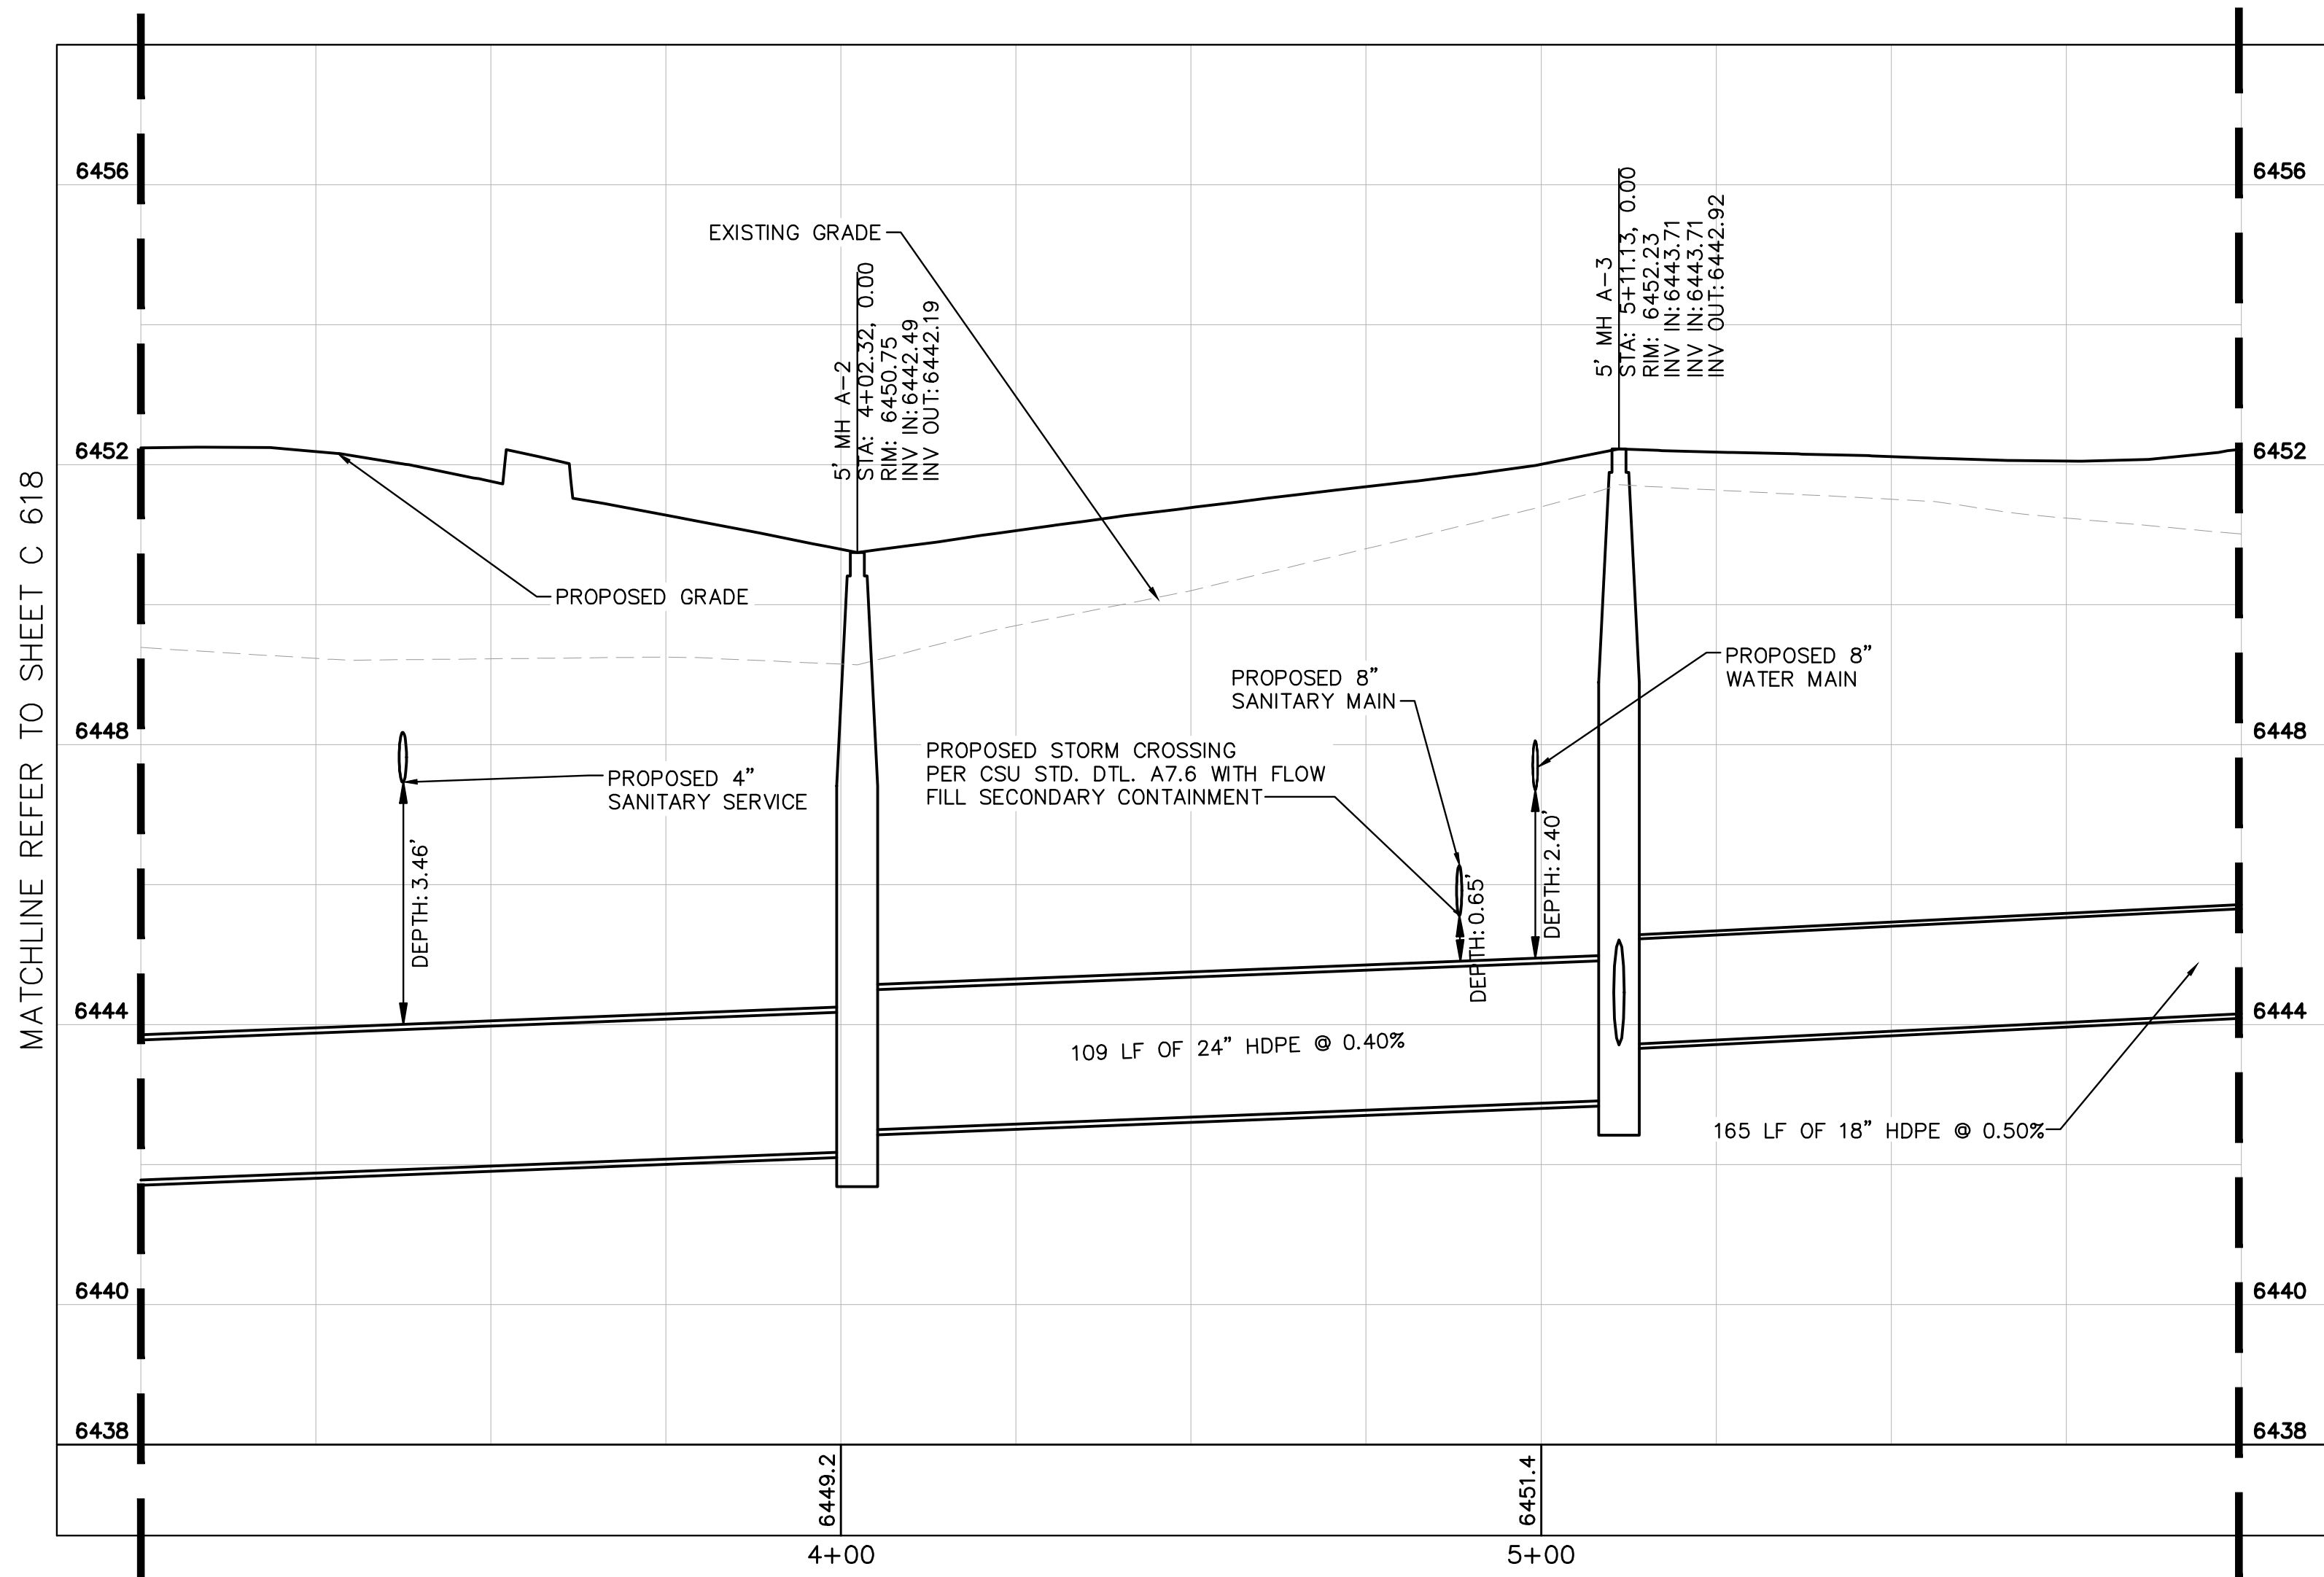 MATCHLINE REFER TO SHEET C 618
6456
6452
6448
6444
6440
6438
EXISTING GRADE
5' MH A-2
STA: 4+02.32, 0.00
RIM: 6450.75
INV IN:6442.49
INV OUT:6442.19
5' MH A-3
STA: 5+11.13, 0.00
RIM: 6452.23
INV IN:6443.71
INV IN:6443.71
INV OUT:6442.92
PROPOSED GRADE
PROPOSED 4"
SANITARY SERVICE
DEPTH:3.46'
PROPOSED 8"
SANITARY MAIN
PROPOSED STORM CROSSING
PER CSU STD. DTL. A7.6 WITH FLOW
FILL SECONDARY CONTAINMENT
DEPTH:0.65'
DEPTH:2.40'
PROPOSED 8"
WATER MAIN
109 LF OF 24" HDPE @ 0.40%
165 LF OF 18" HDPE @ 0.50%
6456
6452
6448
6444
6440
6438
6449.2
6451.4
4+00
5+00